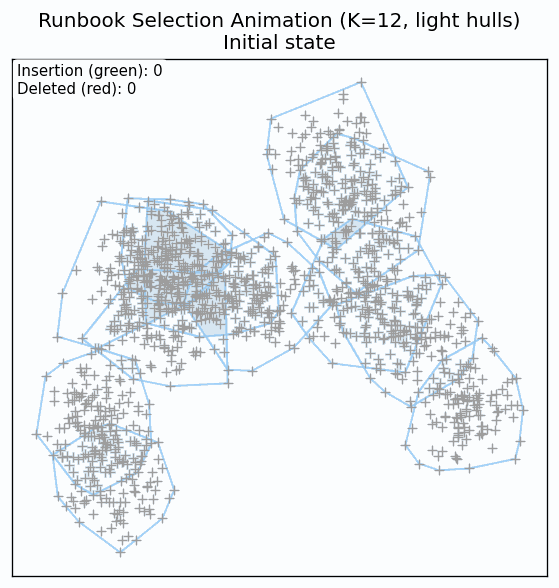 Runbook Selection Animation (K=12, light hulls)
Initial state
Insertion (green): 0
Deleted (red): 0